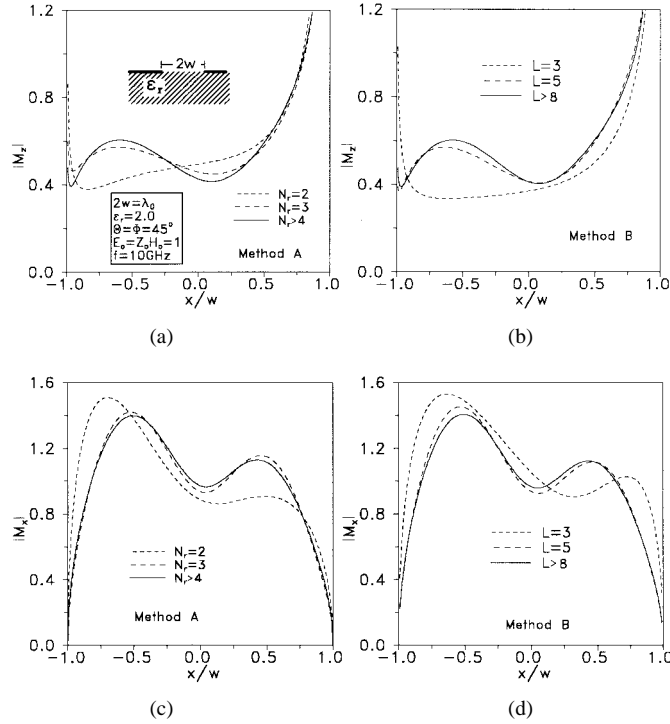 1.2
0.8
0.4
0.0
|M_z|
2w
ε_r
2w=λ_0
ε_r=2.0
Θ=Φ=45°
E_o=Z_oH_o=1
f=10GHz
N_r=2
N_r=3
N_r>4
Method A
-1.0 -0.5 0.0 0.5 1.0
x/w
(a)
1.2
0.8
0.4
0.0
|M_z|
L=3
L=5
L>8
Method B
-1.0 -0.5 0.0 0.5 1.0
x/w
(b)
1.6
1.2
0.8
0.4
0.0
|M_x|
N_r=2
N_r=3
N_r>4
Method A
-1.0 -0.5 0.0 0.5 1.0
x/w
(c)
1.6
1.2
0.8
0.4
0.0
|M_x|
L=3
L=5
L>8
Method B
-1.0 -0.5 0.0 0.5 1.0
x/w
(d)